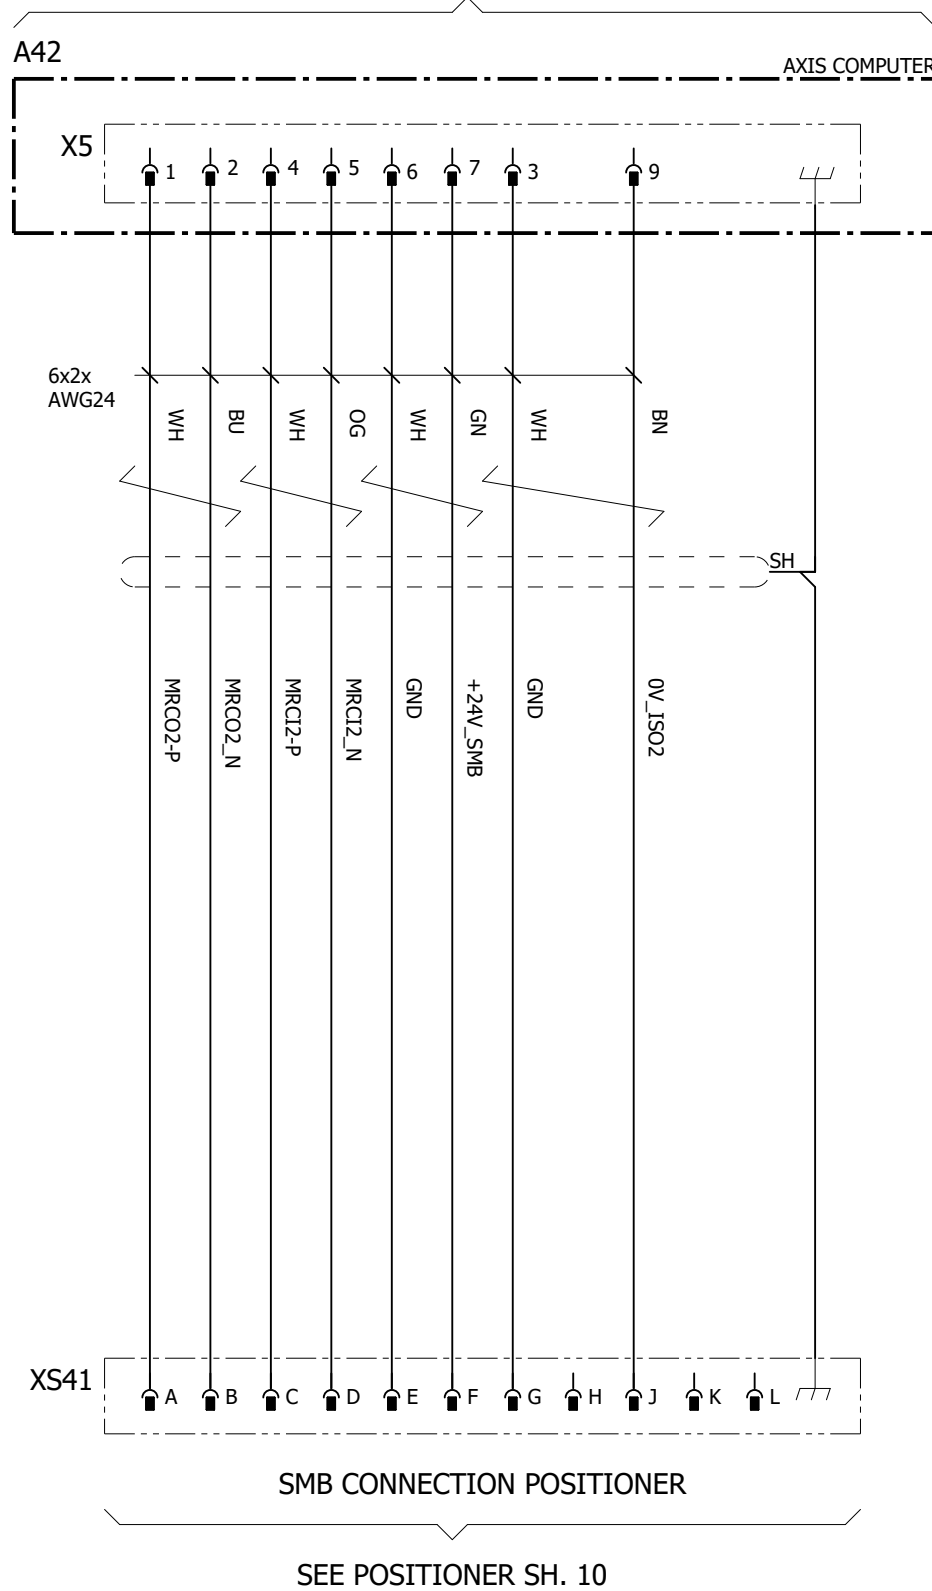 A42
AXIS COMPUTER
X5
1 2 4 5 6 7 3 9
6x2x
AWG24
WH BU WH OG WH GN WH BN
SH
MRCO2-P
MRCO2_N
MRCI2-P
MRCI2_N
GND
+24V_SMB
GND
0V_ISO2
XS41
A B C D E F G H J K L
SMB CONNECTION POSITIONER
SEE POSITIONER SH. 10